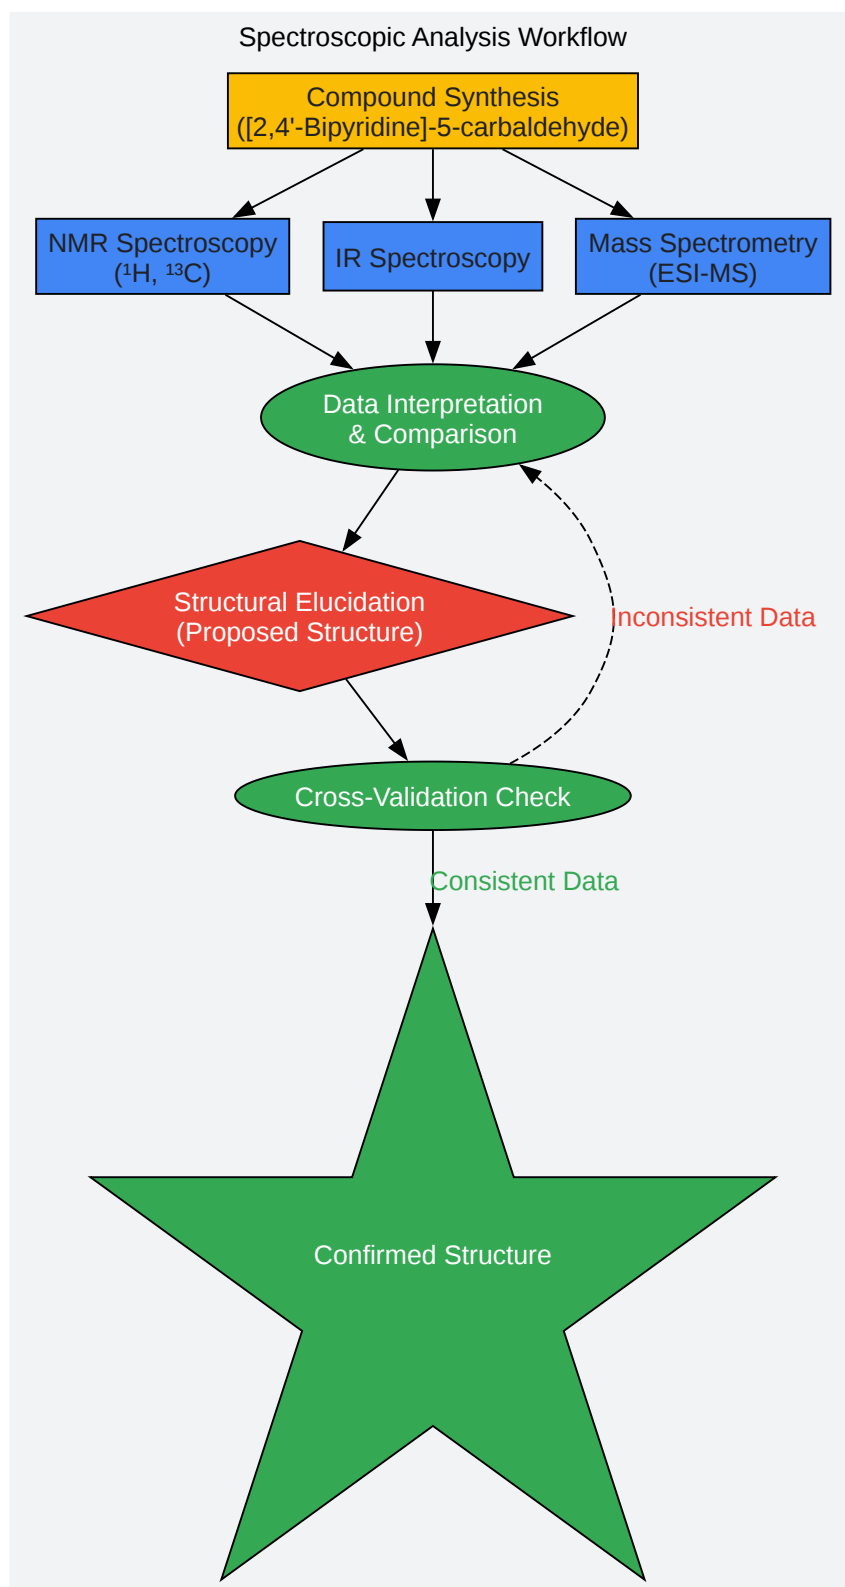 Spectroscopic Analysis Workflow
Compound Synthesis
([2,4'-Bipyridine]-5-carbaldehyde)
NMR Spectroscopy
(¹H, ¹³C)
IR Spectroscopy
Mass Spectrometry
(ESI-MS)
Data Interpretation
& Comparison
Structural Elucidation
(Proposed Structure)
Inconsistent Data
Cross-Validation Check
Consistent Data
Confirmed Structure